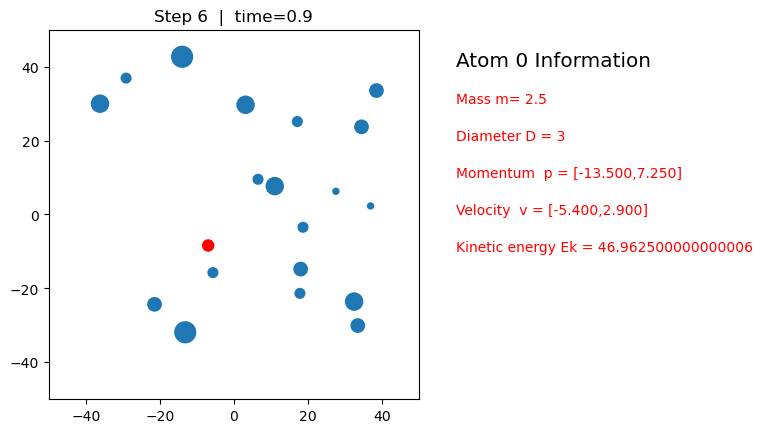 Step 6 | time=0.9
Atom 0 Information
Mass m= 2.5
Diameter D = 3
Momentum  p = [-13.500,7.250]
Velocity  v = [-5.400,2.900]
Kinetic energy Ek = 46.962500000000006
40
20
0
−20
−40
−40 −20 0 20 40